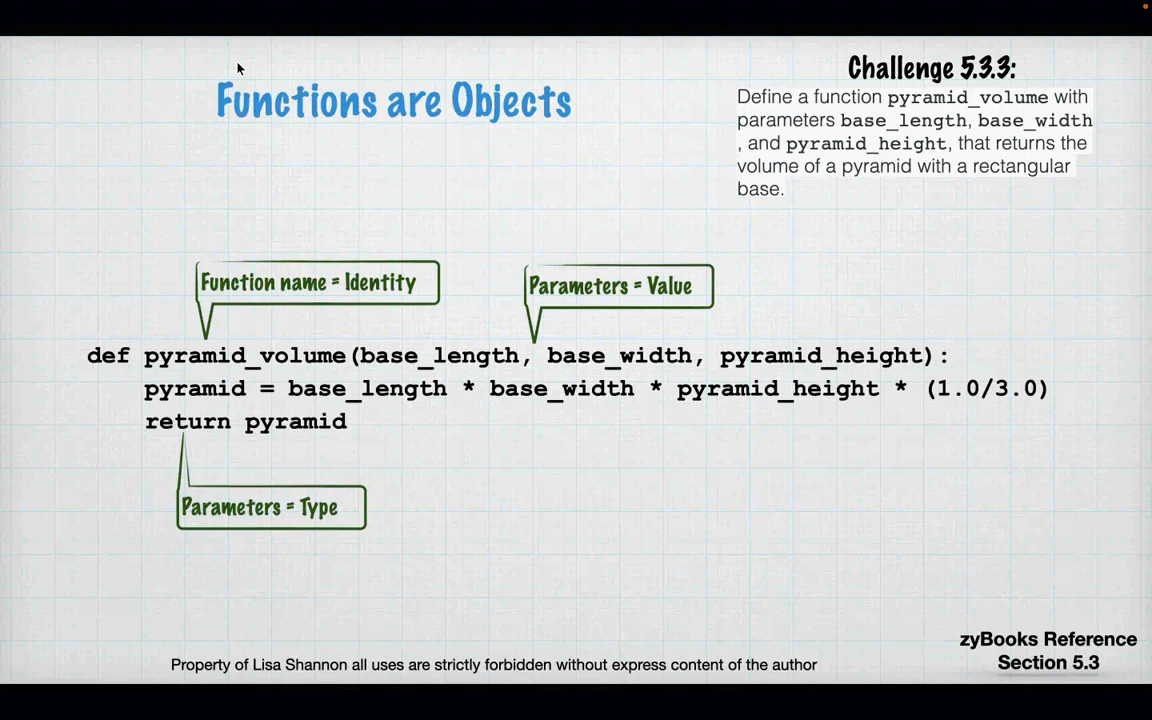 Functions are Objects
Challenge 5.3.3:
Define a function pyramid_volume with
parameters base_length, base_width
, and pyramid_height, that returns the
volume of a pyramid with a rectangular
base.
Function name = Identity
Parameters = Value
def pyramid_volume(base_length, base_width, pyramid_height):
pyramid = base_length * base_width * pyramid_height * (1.0/3.0)
return pyramid
Parameters = Type
zyBooks Reference
Section 5.3
Property of Lisa Shannon all uses are strictly forbidden without express content of the author